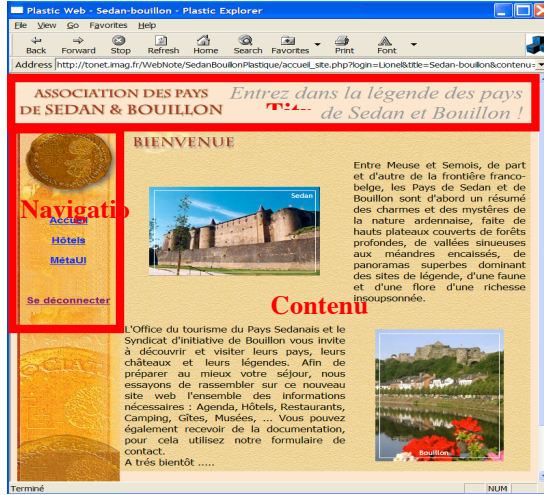 Plastic Web - Sedan-bouillon - Plastic Explorer
File View Go Favorites Help
Back Forward Stop Refresh Home Search Favorites Print Font
Address http://tonet.imag.fr/WebNote/SedanBouillonPlastique/accueil_site.php?login=Lionel&title=Sedan-bouillon&contenu=
ASSOCIATION DES PAYS
DE SEDAN & BOUILLON
Entrez dans la légende des pays
de Sedan et Bouillon !
BIENVENUE
Navigatio
Accueil
Hôtels
MétaUI
Se déconnecter
Sedan
Entre Meuse et Semois, de part
et d'autre de la frontière franco-
belge, les Pays de Sedan et de
Bouillon sont d'abord un résumé
des charmes et des mystères de
la nature ardennaise, faite de
hauts plateaux couverts de forêts
profondes, de vallées sinueuses
aux méandres encaissés, de
panoramas superbes dominant
des sites de légende, d'une faune
et d'une flore d'une richesse
insoupsonnée.
Contenu
L'Office du tourisme du Pays Sedanais et le
Syndicat d'initiative de Bouillon vous invite
à découvrir et visiter leurs pays, leurs
châteaux et leurs légendes. Afin de
préparer au mieux votre séjour, nous
essayons de rassembler sur ce nouveau
site web l'ensemble des informations
nécessaires : Agenda, Hôtels, Restaurants,
Camping, Gîtes, Musées, ... Vous pouvez
également recevoir de la documentation,
pour cela utilisez notre formulaire de
contact.
A trés bientôt .....
Bouillon
Terminé
NUM